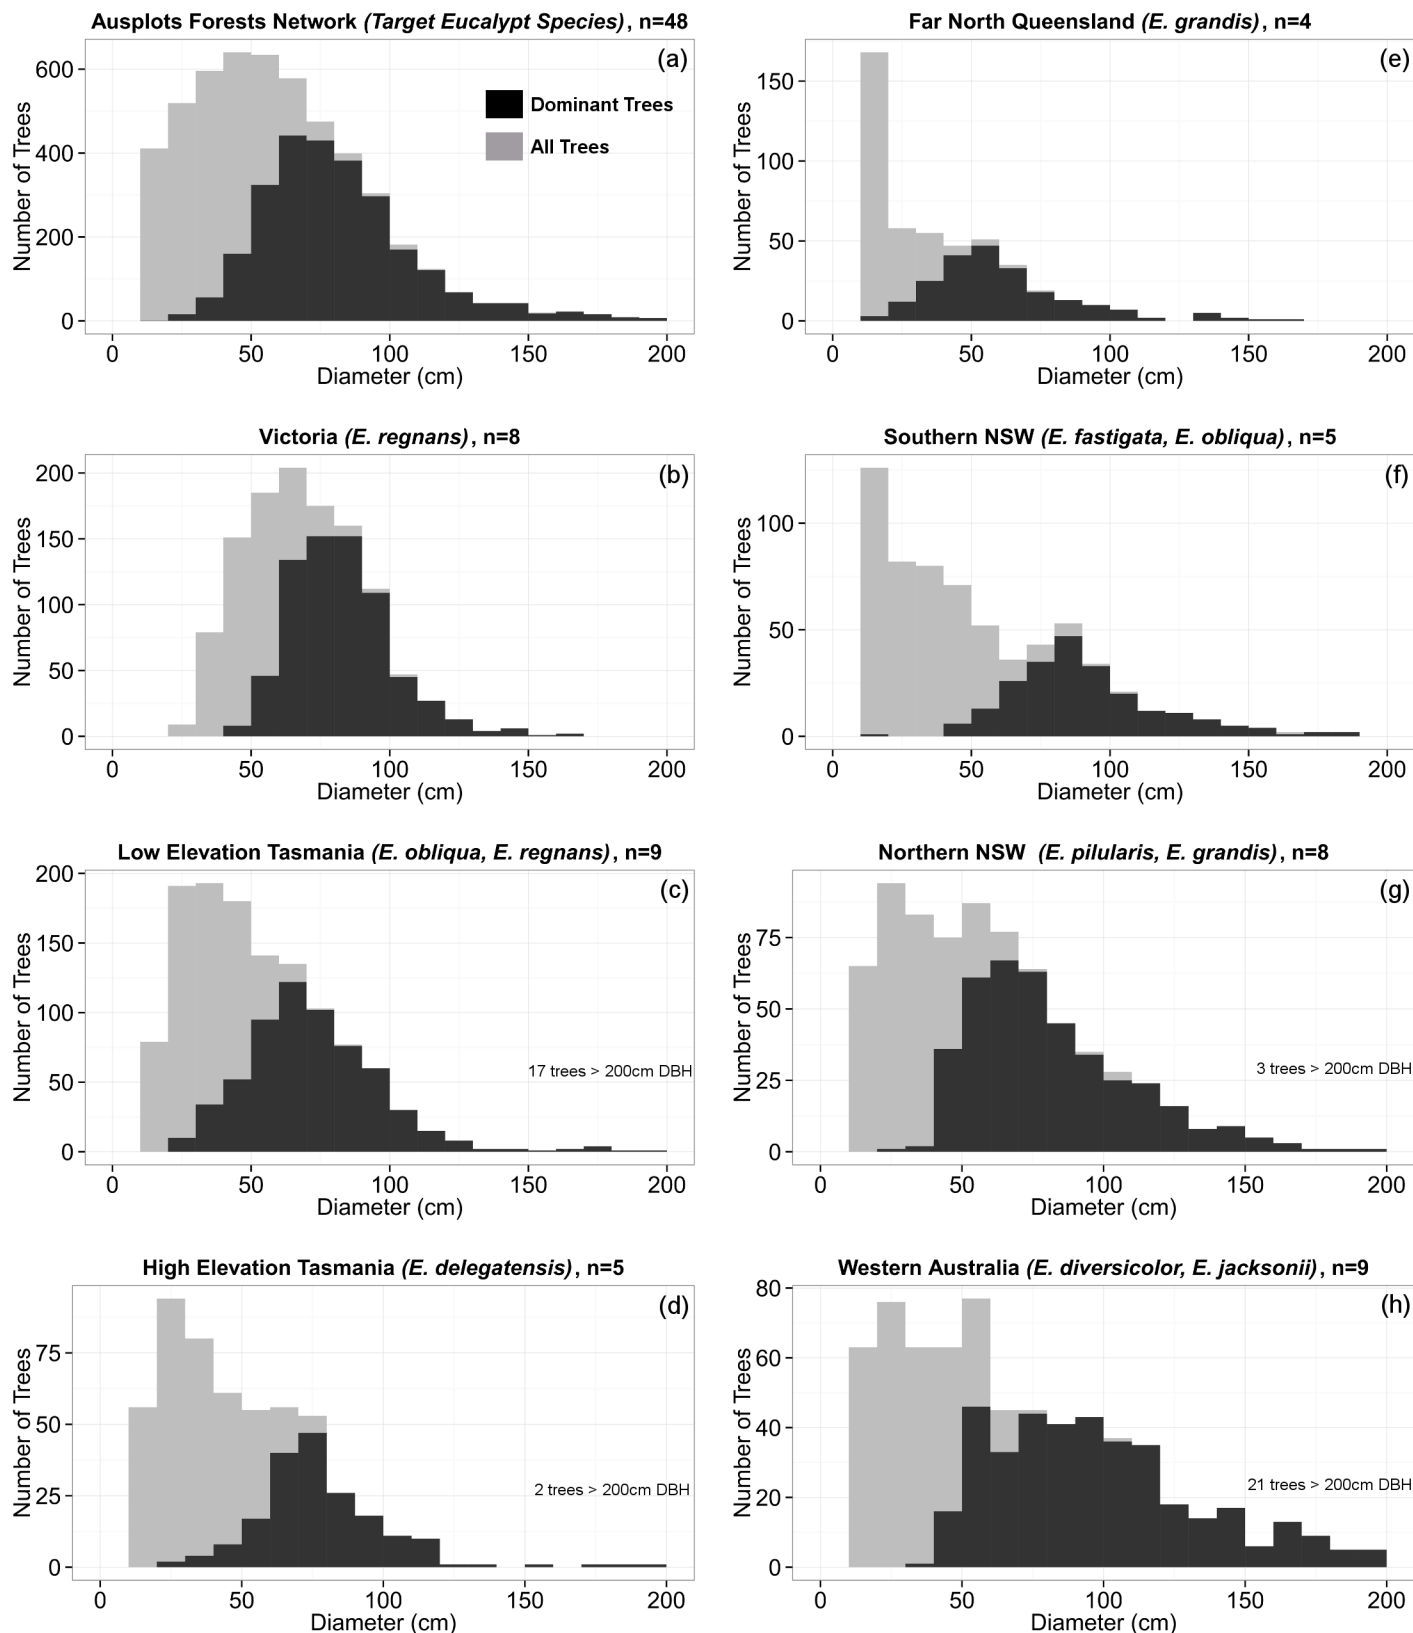 Ausplots Forests Network (Target Eucalypt Species), n=48
(a)
Dominant Trees
All Trees
Number of Trees
600
400
200
0
0 50 100 150 200
Diameter (cm)
Far North Queensland (E. grandis), n=4
(e)
Number of Trees
150
100
50
0
0 50 100 150 200
Diameter (cm)
Victoria (E. regnans), n=8
(b)
Number of Trees
200
150
100
50
0
0 50 100 150 200
Diameter (cm)
Southern NSW (E. fastigata, E. obliqua), n=5
(f)
Number of Trees
100
50
0
0 50 100 150 200
Diameter (cm)
Low Elevation Tasmania (E. obliqua, E. regnans), n=9
(c)
Number of Trees
200
150
100
50
0
17 trees > 200cm DBH
0 50 100 150 200
Diameter (cm)
Northern NSW (E. pilularis, E. grandis), n=8
(g)
Number of Trees
75
50
25
0
3 trees > 200cm DBH
0 50 100 150 200
Diameter (cm)
High Elevation Tasmania (E. delegatensis), n=5
(d)
Number of Trees
75
50
25
0
2 trees > 200cm DBH
0 50 100 150 200
Diameter (cm)
Western Australia (E. diversicolor, E. jacksonii), n=9
(h)
Number of Trees
80
60
40
20
0
21 trees > 200cm DBH
0 50 100 150 200
Diameter (cm)